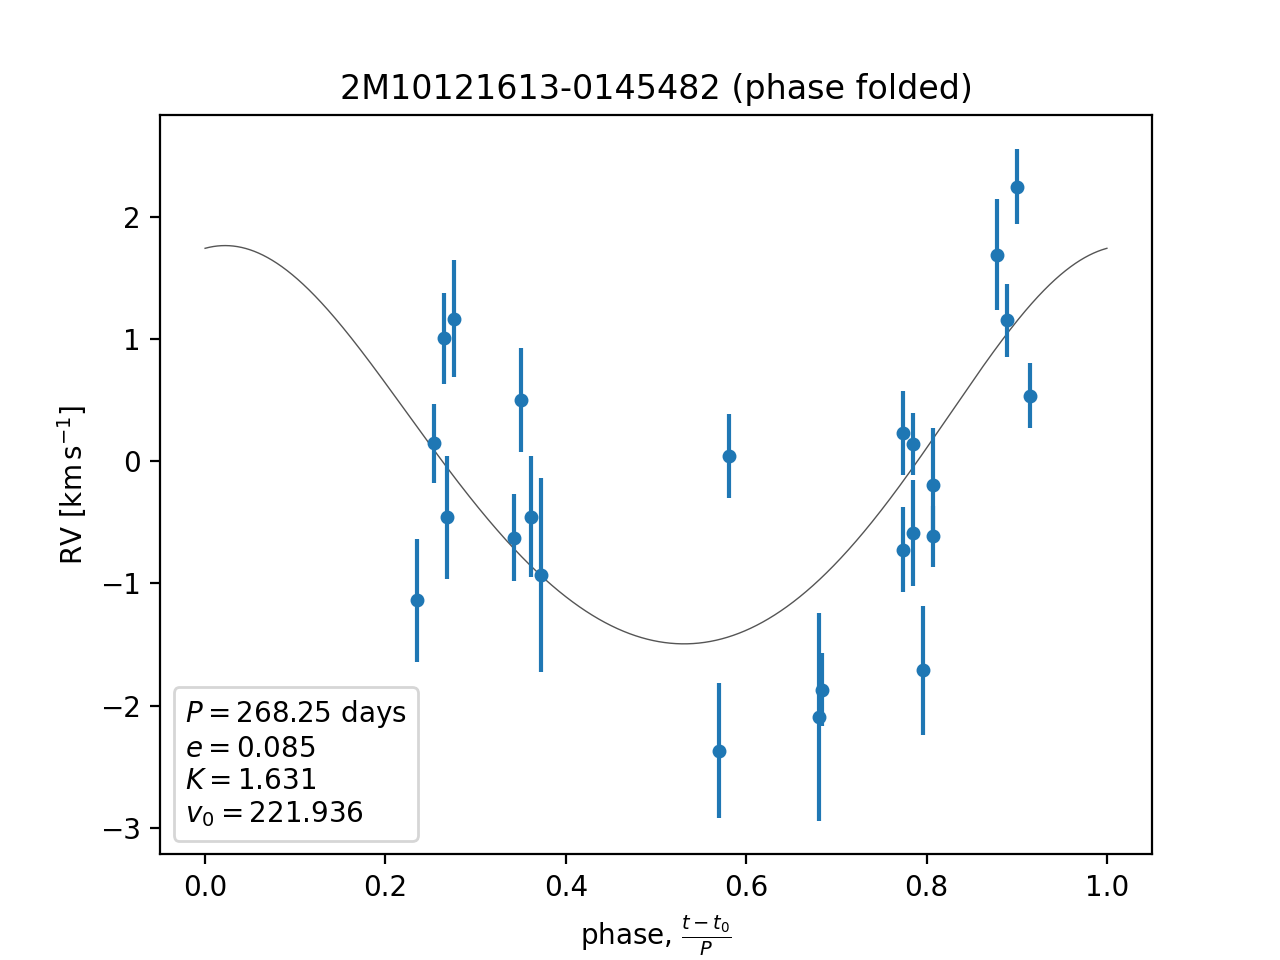 2M10121613-0145482 (phase folded)
RV [km s⁻¹]
2
1
0
−1
−2
−3
P = 268.25 days
e = 0.085
K = 1.631
v₀ = 221.936
0.0 0.2 0.4 0.6 0.8 1.0
phase, (t − t₀)/P